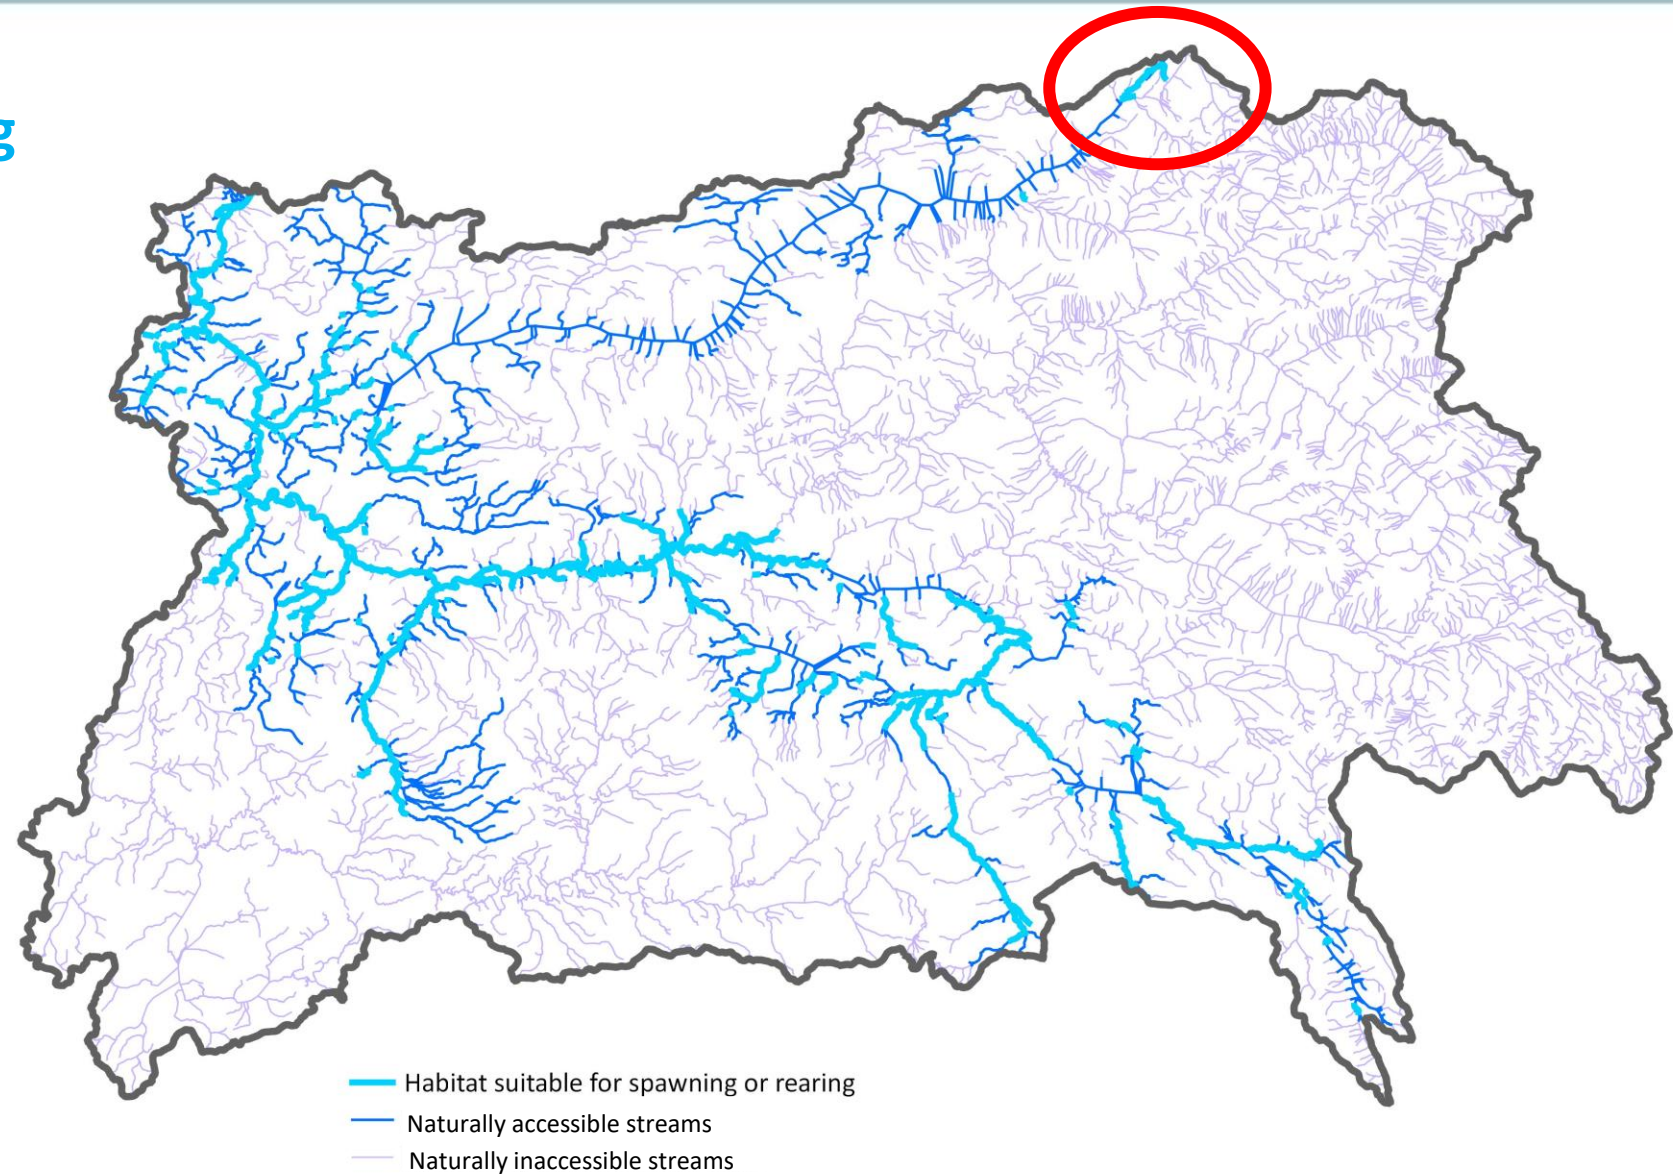 g
Habitat suitable for spawning or rearing
Naturally accessible streams
Naturally inaccessible streams